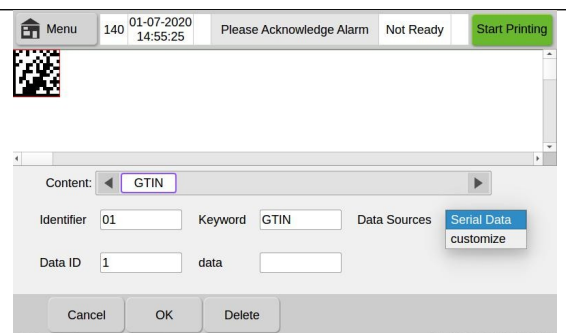 Menu 140 01-07-2020 14:55:25 Please Acknowledge Alarm Not Ready Start Printing
Content: GTIN
Identifier 01 Keyword GTIN Data Sources Serial Data
customize
Data ID 1 data
Cancel OK Delete